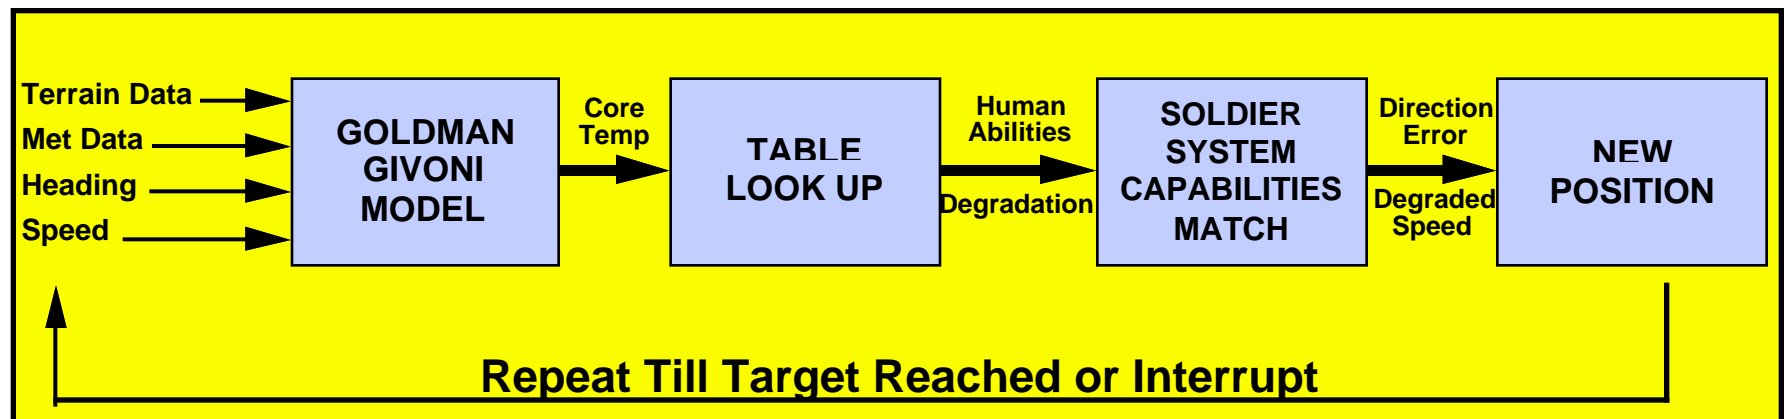 Terrain Data
Met Data
Heading
Speed
GOLDMAN
GIVONI
MODEL
Core
Temp
TABLE
LOOK UP
Human
Abilities
Degradation
SOLDIER
SYSTEM
CAPABILITIES
MATCH
Direction
Error
Degraded
Speed
NEW
POSITION
Repeat Till Target Reached or Interrupt